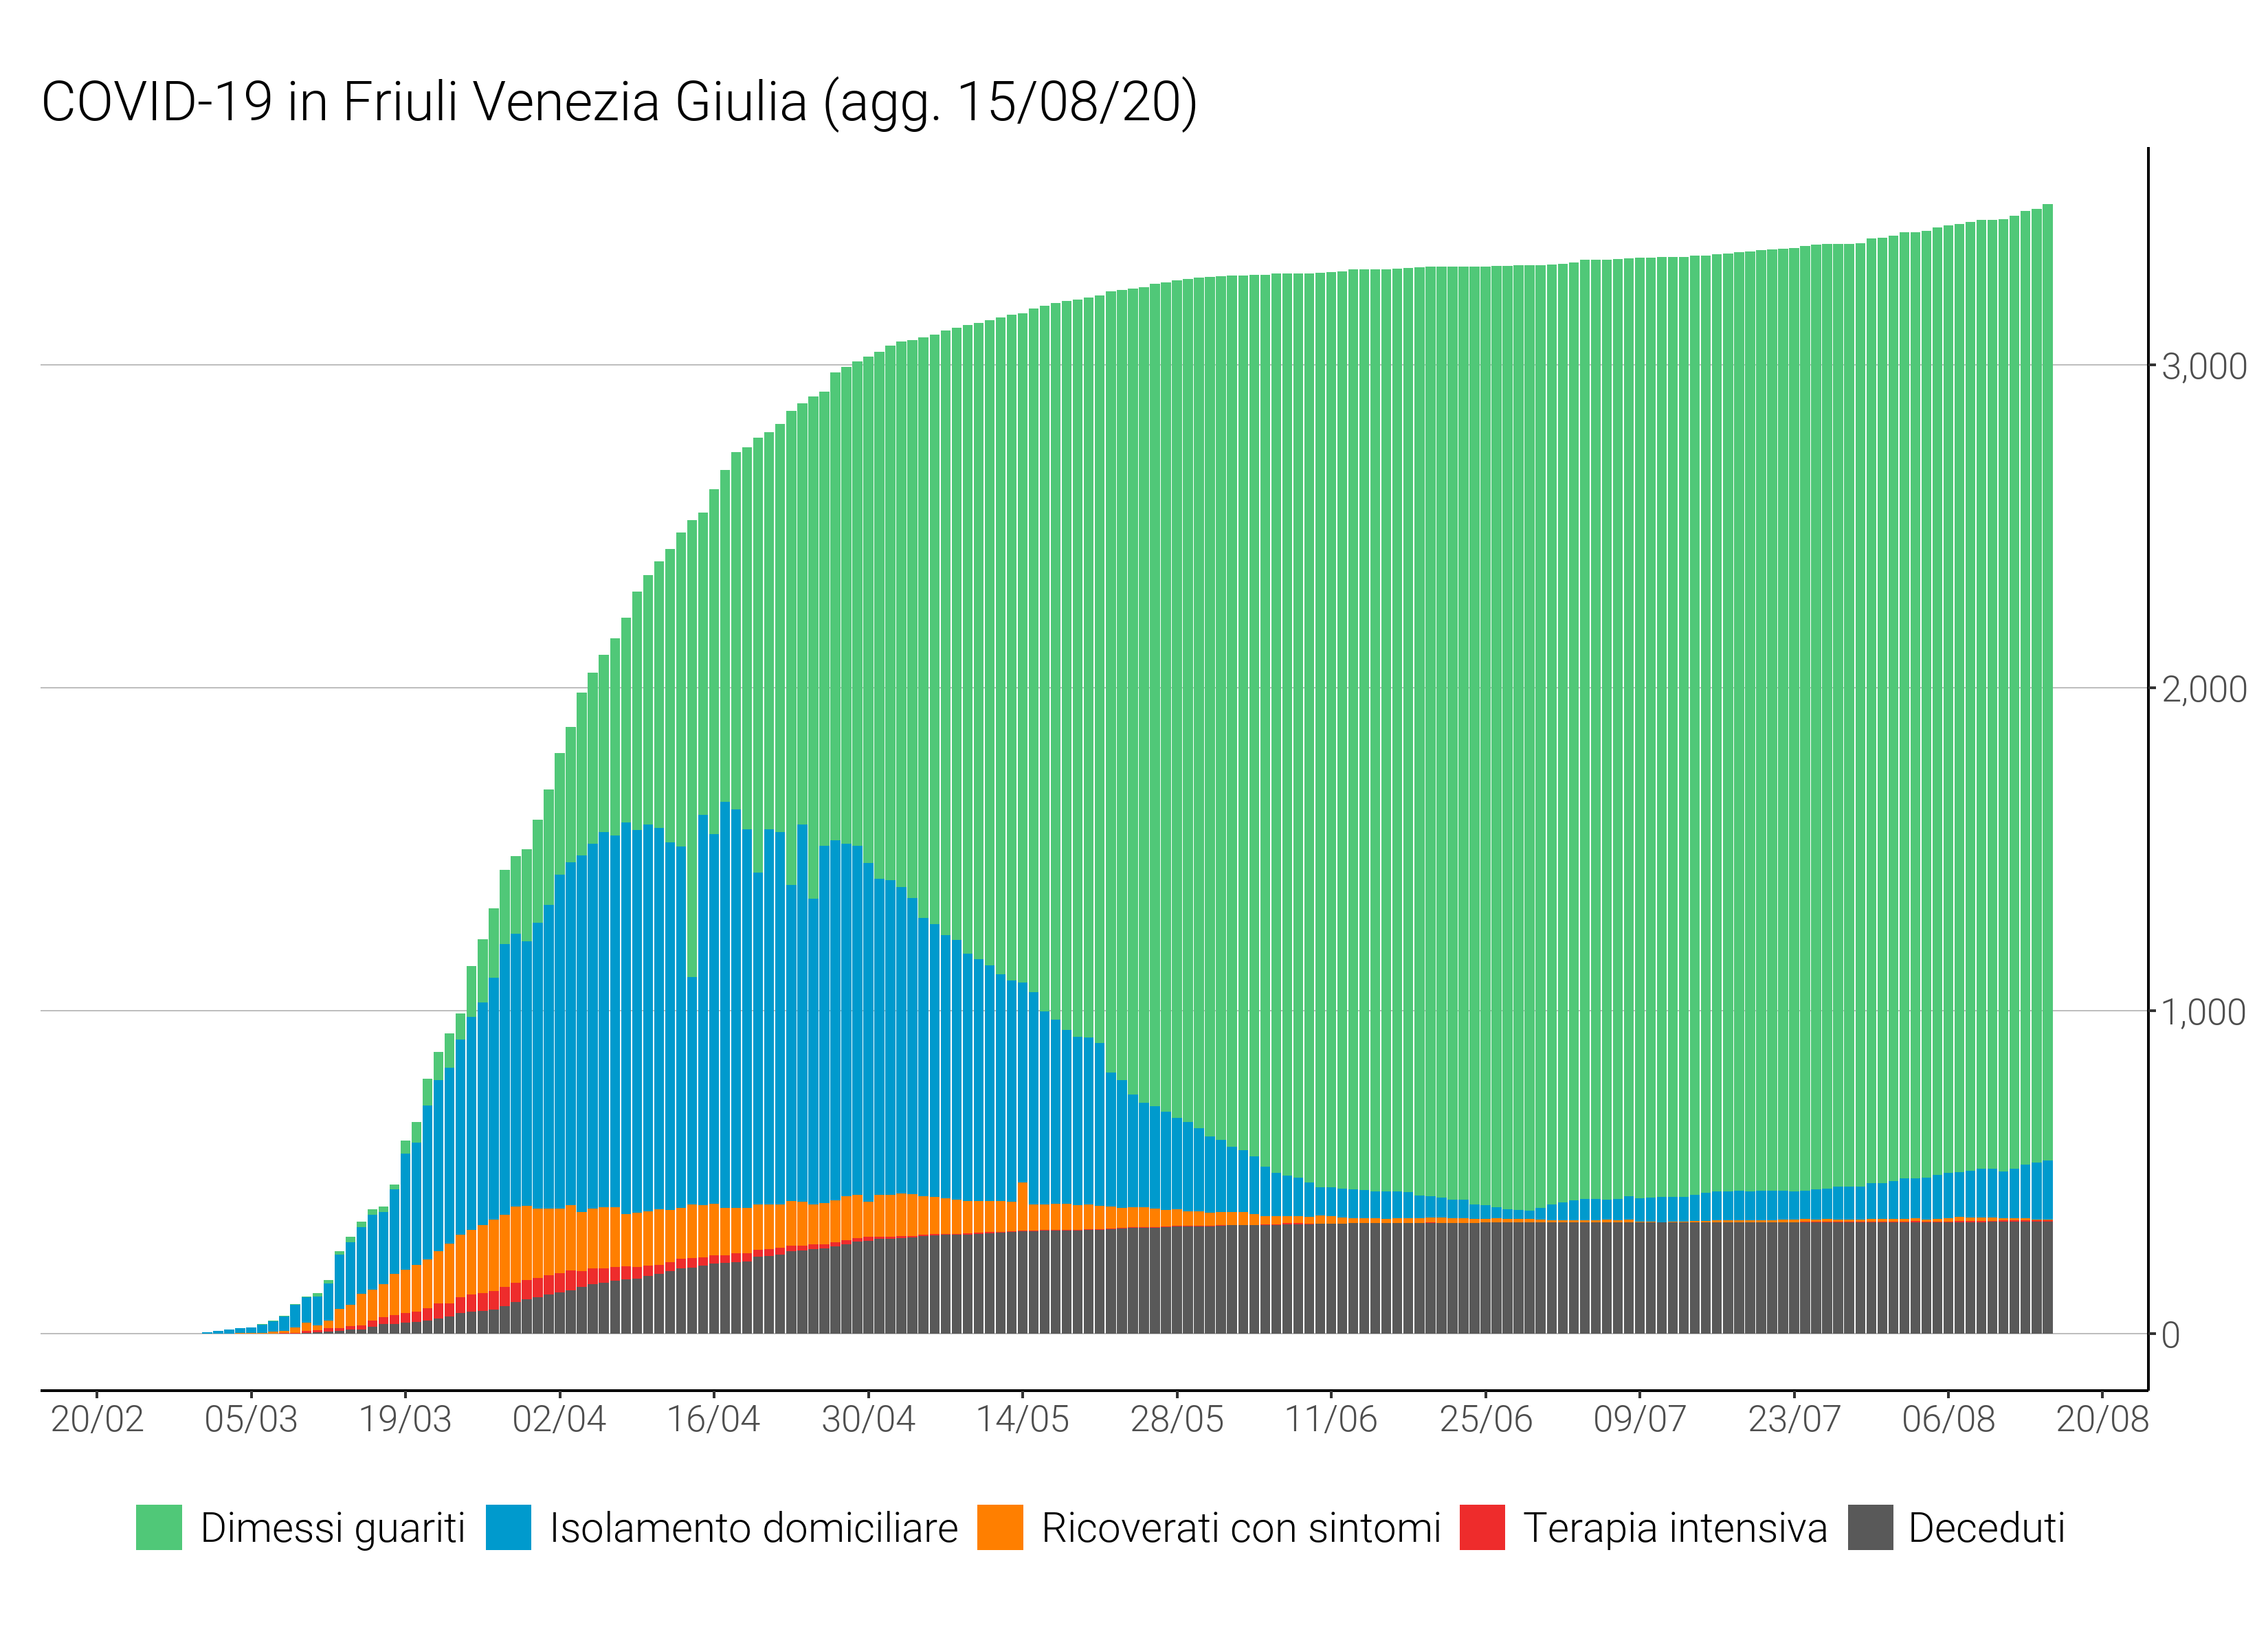 COVID-19 in Friuli Venezia Giulia (agg. 15/08/20)
3,000
2,000
1,000
0
20/02 05/03 19/03 02/04 16/04 30/04 14/05 28/05 11/06 25/06 09/07 23/07 06/08 20/08
Dimessi guariti Isolamento domiciliare Ricoverati con sintomi Terapia intensiva Deceduti